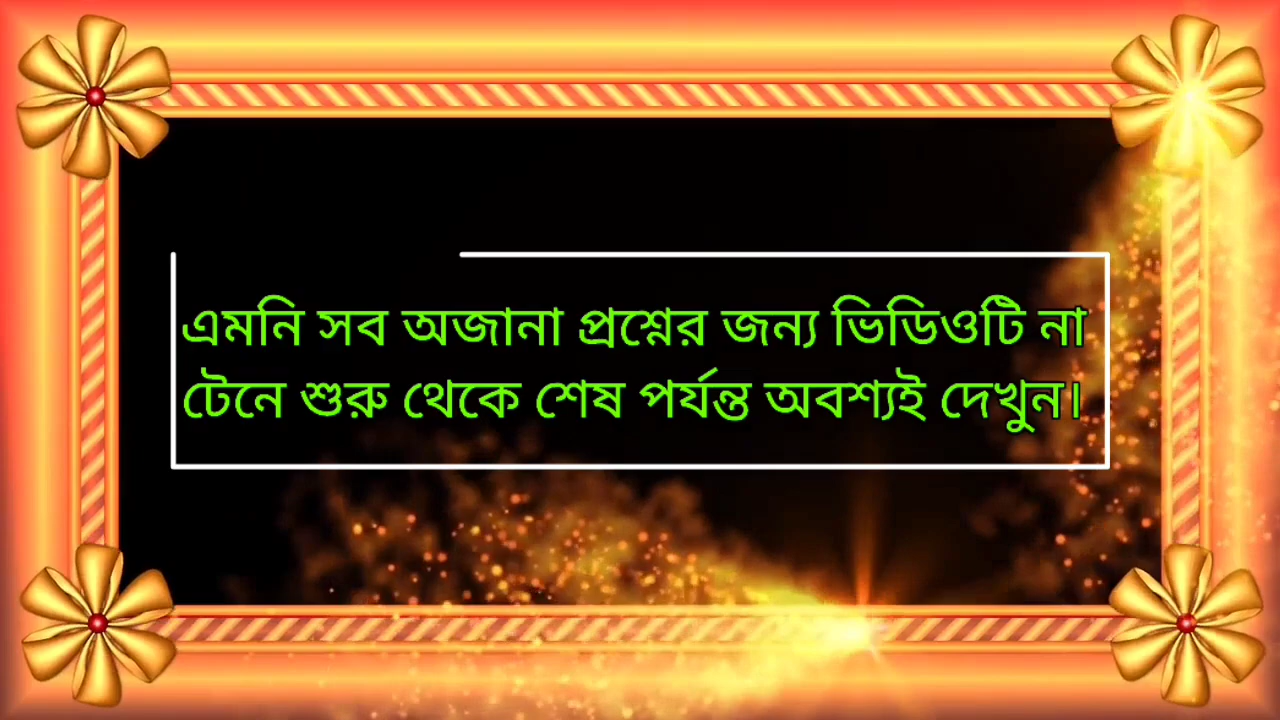 এমনি সব অজানা প্রশ্নের জন্য ভিডিওটি না
টেনে শুরু থেকে শেষ পর্যন্ত অবশ্যই দেখুন।